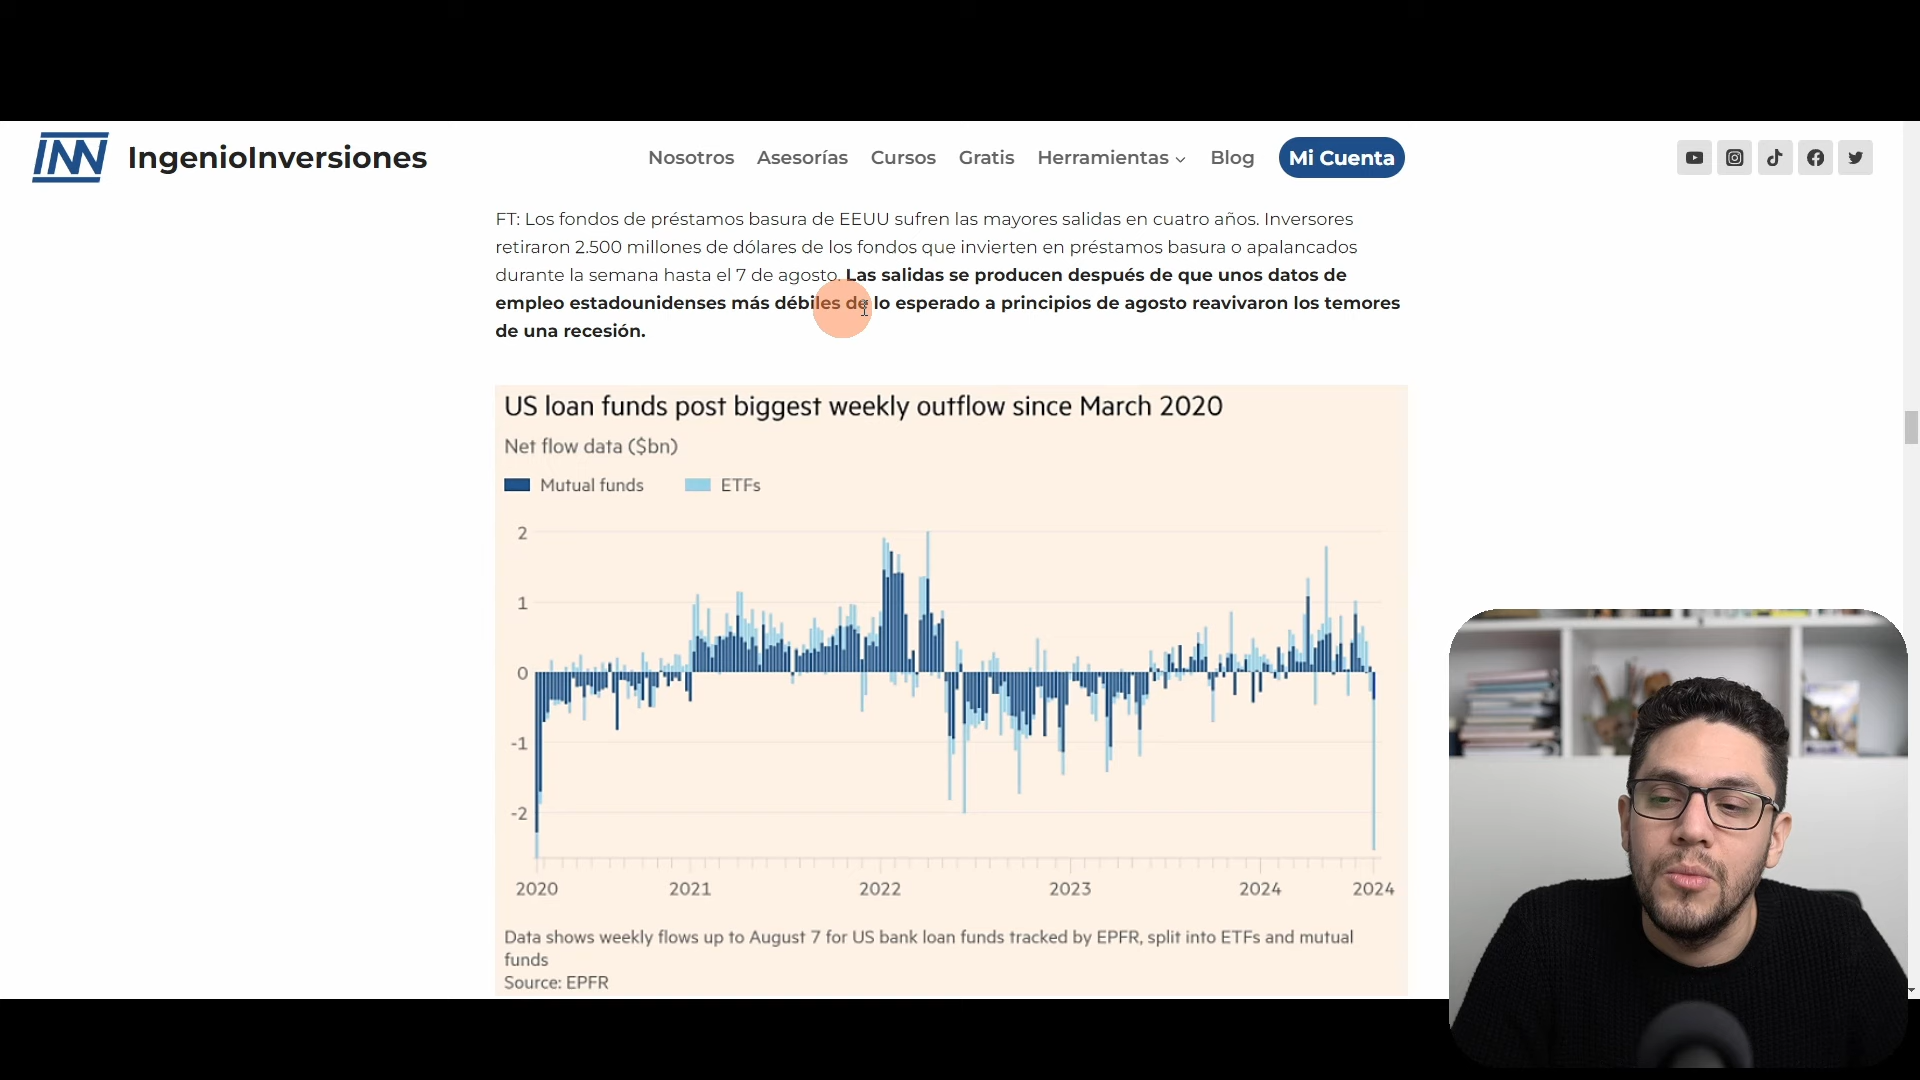 INN IngenioInversiones Nosotros Asesorías Cursos Gratis Herramientas Blog Mi Cuenta
FT: Los fondos de préstamos basura de EEUU sufren las mayores salidas en cuatro años. Inversores
retiraron 2.500 millones de dólares de los fondos que invierten en préstamos basura o apalancados
durante la semana hasta el 7 de agosto. Las salidas se producen después de que unos datos de
empleo estadounidenses más débiles de lo esperado a principios de agosto reavivaron los temores
de una recesión.
US loan funds post biggest weekly outflow since March 2020
Net flow data ($bn)
Mutual funds ETFs
2
1
0
-1
-2
2020 2021 2022 2023 2024 2024
Data shows weekly flows up to August 7 for US bank loan funds tracked by EPFR, split into ETFs and mutual
funds
Source: EPFR